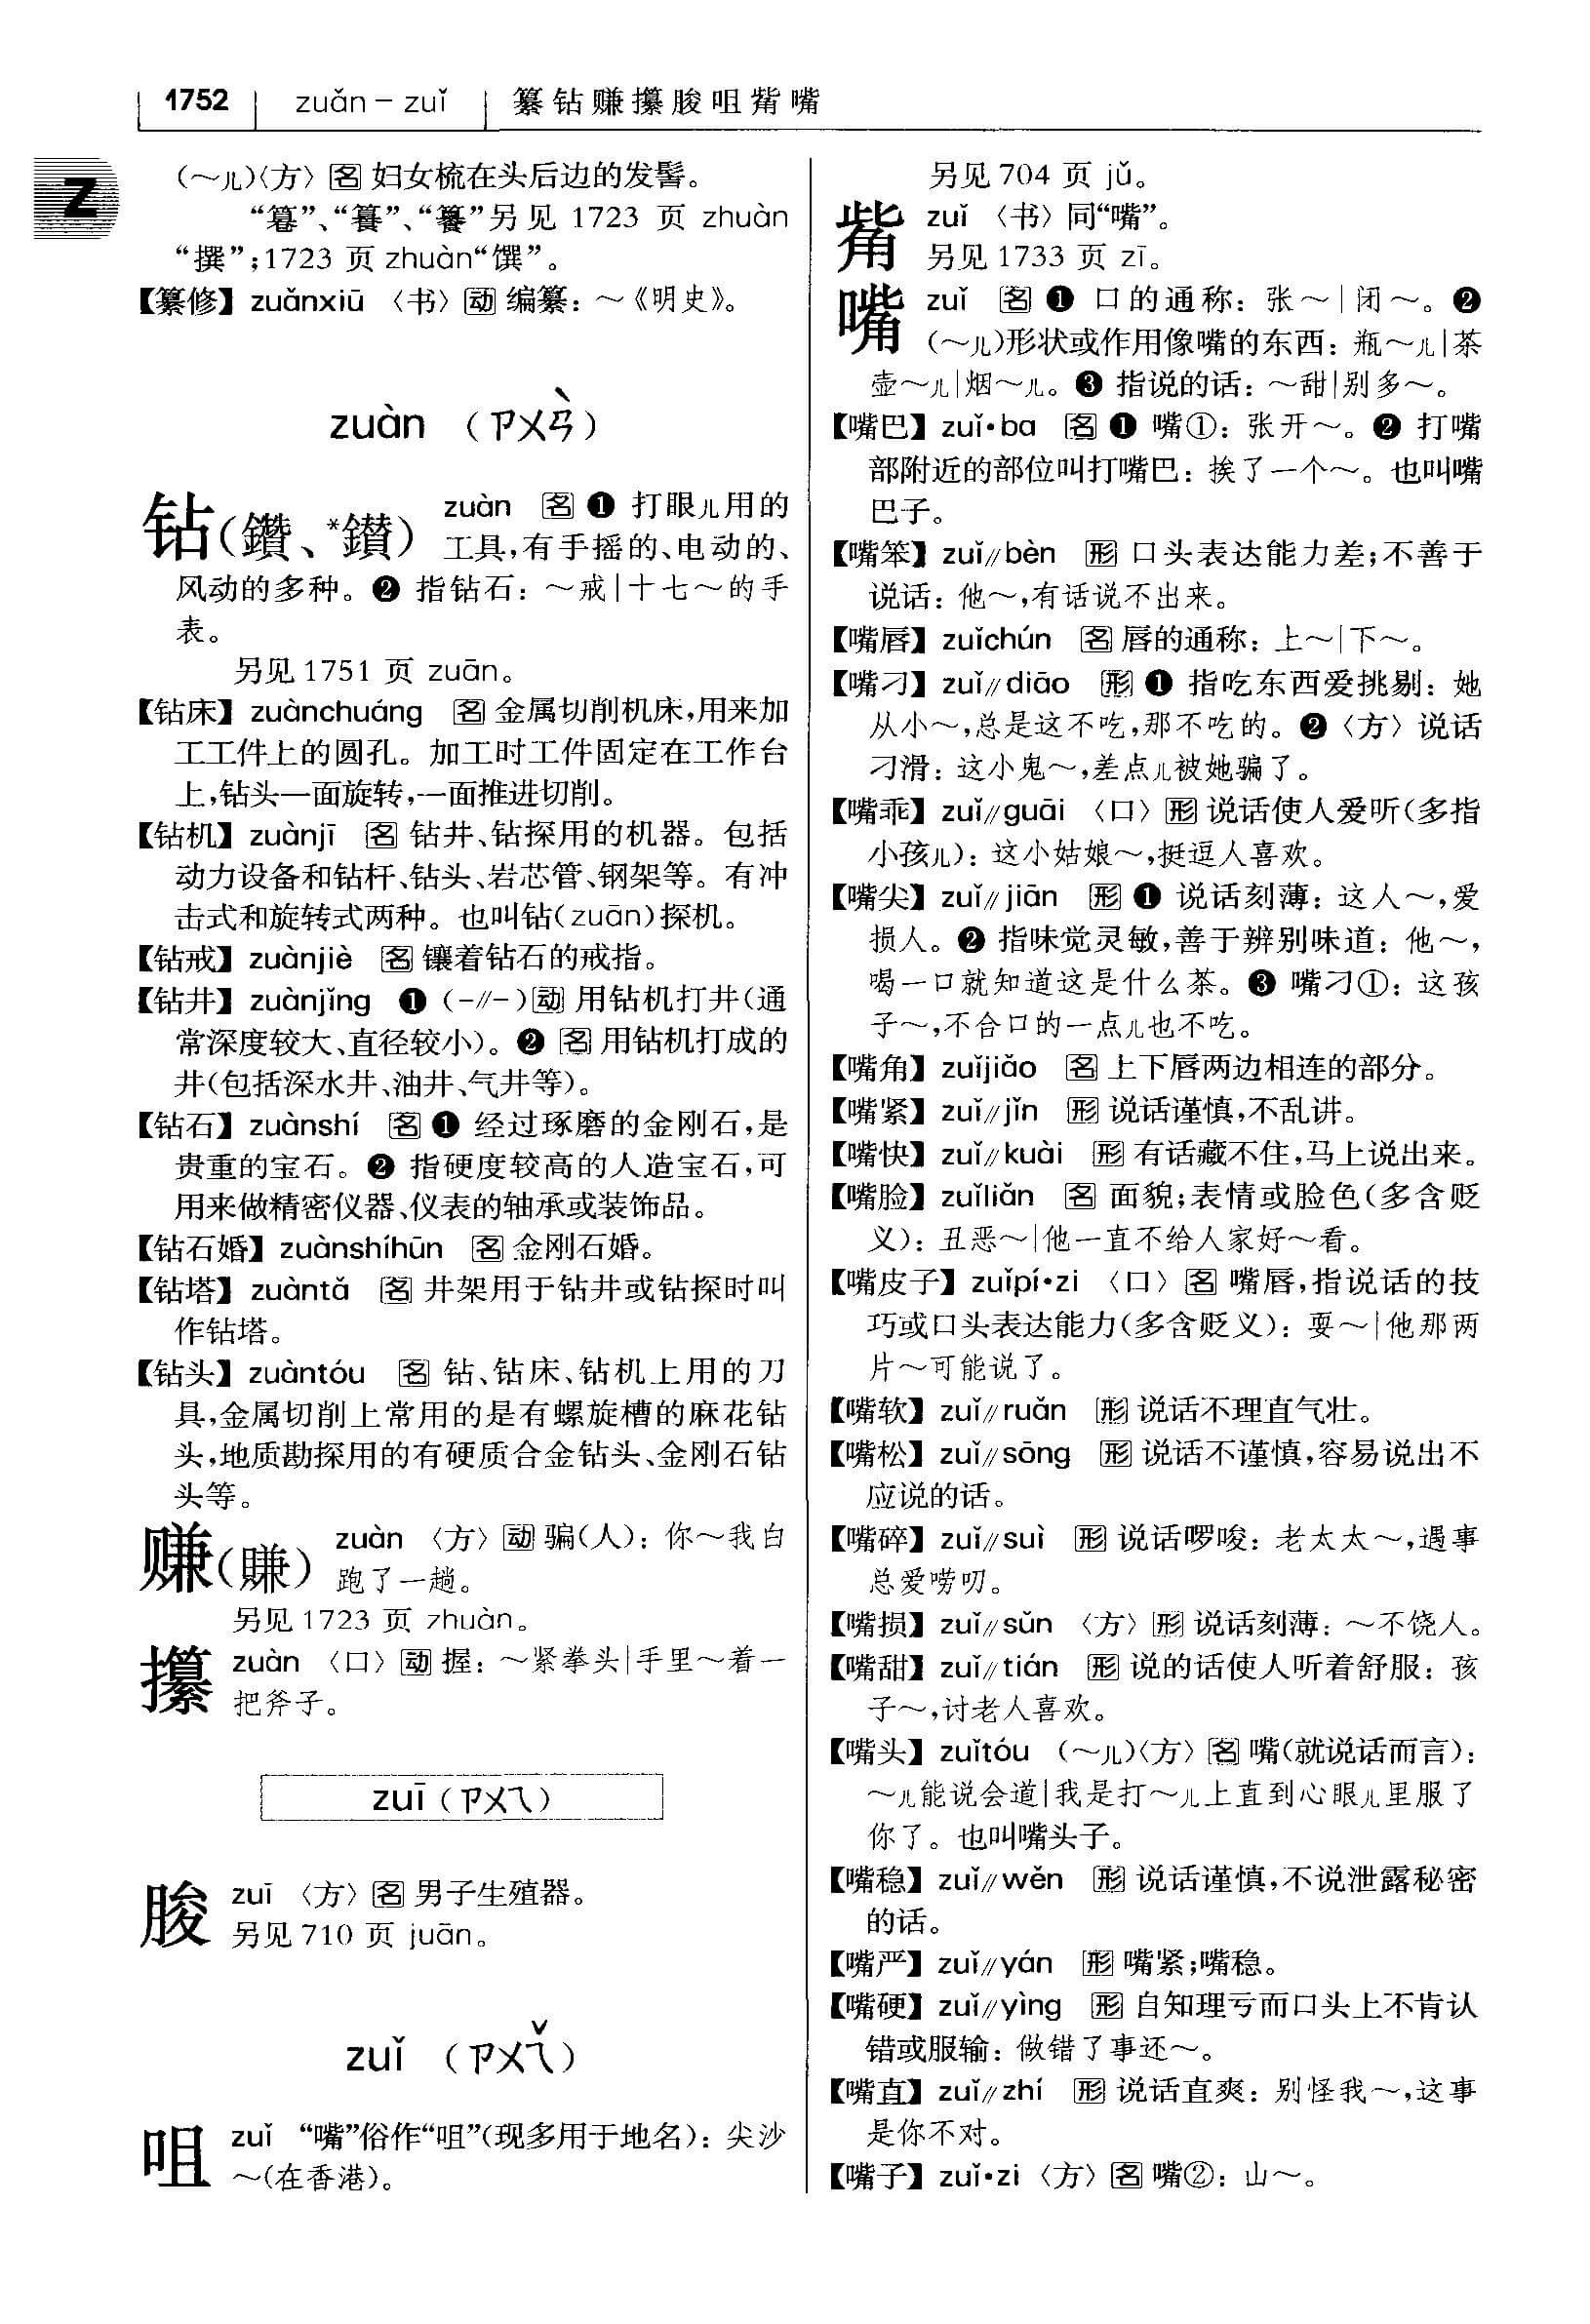 1752 zuǎn – zuǐ 纂钻赚攥朘咀觜嘴
Z
(～儿)〈方〉名 妇女梳在头后边的发髻。
“篹”、“籑”、“籑”另见 1723 页 zhuàn
“撰”;1723 页 zhuàn“馔”。
【纂修】zuǎnxiū 〈书〉动 编纂：～《明史》。
zuàn （ㄗㄨㄢˋ）
钻(鑽、*鑚) zuàn 名 ❶ 打眼儿用的
工具,有手摇的、电动的、
风动的多种。❷ 指钻石：～戒|十七～的手
表。
另见 1751 页 zuān。
【钻床】zuànchuáng 名 金属切削机床,用来加
工工件上的圆孔。加工时工件固定在工作台
上,钻头一面旋转,一面推进切削。
【钻机】zuànjī 名 钻井、钻探用的机器。包括
动力设备和钻杆、钻头、岩芯管、钢架等。有冲
击式和旋转式两种。也叫钻(zuān)探机。
【钻戒】zuànjiè 名 镶着钻石的戒指。
【钻井】zuànjǐng ❶ (-//-)动 用钻机打井(通
常深度较大、直径较小)。❷ 名 用钻机打成的
井(包括深水井、油井、气井等)。
【钻石】zuànshí 名 ❶ 经过琢磨的金刚石,是
贵重的宝石。❷ 指硬度较高的人造宝石,可
用来做精密仪器、仪表的轴承或装饰品。
【钻石婚】zuànshíhūn 名 金刚石婚。
【钻塔】zuàntǎ 名 井架用于钻井或钻探时叫
作钻塔。
【钻头】zuàntóu 名 钻、钻床、钻机上用的刀
具,金属切削上常用的是有螺旋槽的麻花钻
头,地质勘探用的有硬质合金钻头、金刚石钻
头等。
赚(賺) zuàn 〈方〉动 骗(人)：你～我白
跑了一趟。
另见 1723 页 zhuàn。
攥 zuàn 〈口〉动 握：～紧拳头|手里～着一
把斧子。
zuī（ㄗㄨㄟ）
朘 zuī 〈方〉名 男子生殖器。
另见 710 页 juān。
zuǐ （ㄗㄨㄟˇ）
咀 zuǐ “嘴”俗作“咀”(现多用于地名)：尖沙
～(在香港)。
另见 704 页 jǔ。
觜 zuǐ 〈书〉同“嘴”。
另见 1733 页 zī。
嘴 zuǐ 名 ❶ 口的通称：张～|闭～。❷
(～儿)形状或作用像嘴的东西：瓶～儿|茶
壶～儿|烟～儿。❸ 指说的话：～甜|别多～。
【嘴巴】zuǐ·ba 名 ❶ 嘴①：张开～。❷ 打嘴
部附近的部位叫打嘴巴：挨了一个～。也叫嘴
巴子。
【嘴笨】zuǐ//bèn 形 口头表达能力差;不善于
说话：他～,有话说不出来。
【嘴唇】zuǐchún 名 唇的通称：上～|下～。
【嘴刁】zuǐ//diāo 形 ❶ 指吃东西爱挑剔：她
从小～,总是这不吃,那不吃的。❷〈方〉说话
刁滑：这小鬼～,差点儿被她骗了。
【嘴乖】zuǐ//guāi 〈口〉形 说话使人爱听(多指
小孩儿)：这小姑娘～,挺逗人喜欢。
【嘴尖】zuǐ//jiān 形 ❶ 说话刻薄：这人～,爱
损人。❷ 指味觉灵敏,善于辨别味道：他～,
喝一口就知道这是什么茶。❸ 嘴刁①：这孩
子～,不合口的一点儿也不吃。
【嘴角】zuǐjiǎo 名 上下唇两边相连的部分。
【嘴紧】zuǐ//jǐn 形 说话谨慎,不乱讲。
【嘴快】zuǐ//kuài 形 有话藏不住,马上说出来。
【嘴脸】zuǐliǎn 名 面貌;表情或脸色(多含贬
义)：丑恶～|他一直不给人家好～看。
【嘴皮子】zuǐpí·zi 〈口〉名 嘴唇,指说话的技
巧或口头表达能力(多含贬义)：耍～|他那两
片～可能说了。
【嘴软】zuǐ//ruǎn 形 说话不理直气壮。
【嘴松】zuǐ//sōng 形 说话不谨慎,容易说出不
应说的话。
【嘴碎】zuǐ//suì 形 说话啰唆：老太太～,遇事
总爱唠叨。
【嘴损】zuǐ//sǔn 〈方〉形 说话刻薄：～不饶人。
【嘴甜】zuǐ//tián 形 说的话使人听着舒服：孩
子～,讨老人喜欢。
【嘴头】zuǐtóu (～儿)〈方〉名 嘴(就说话而言)：
～儿能说会道|我是打～儿上直到心眼儿里服了
你了。也叫嘴头子。
【嘴稳】zuǐ//wěn 形 说话谨慎,不说泄露秘密
的话。
【嘴严】zuǐ//yán 形 嘴紧;嘴稳。
【嘴硬】zuǐ//yìng 形 自知理亏而口头上不肯认
错或服输：做错了事还～。
【嘴直】zuǐ//zhí 形 说话直爽：别怪我～,这事
是你不对。
【嘴子】zuǐ·zi 〈方〉名 嘴②：山～。